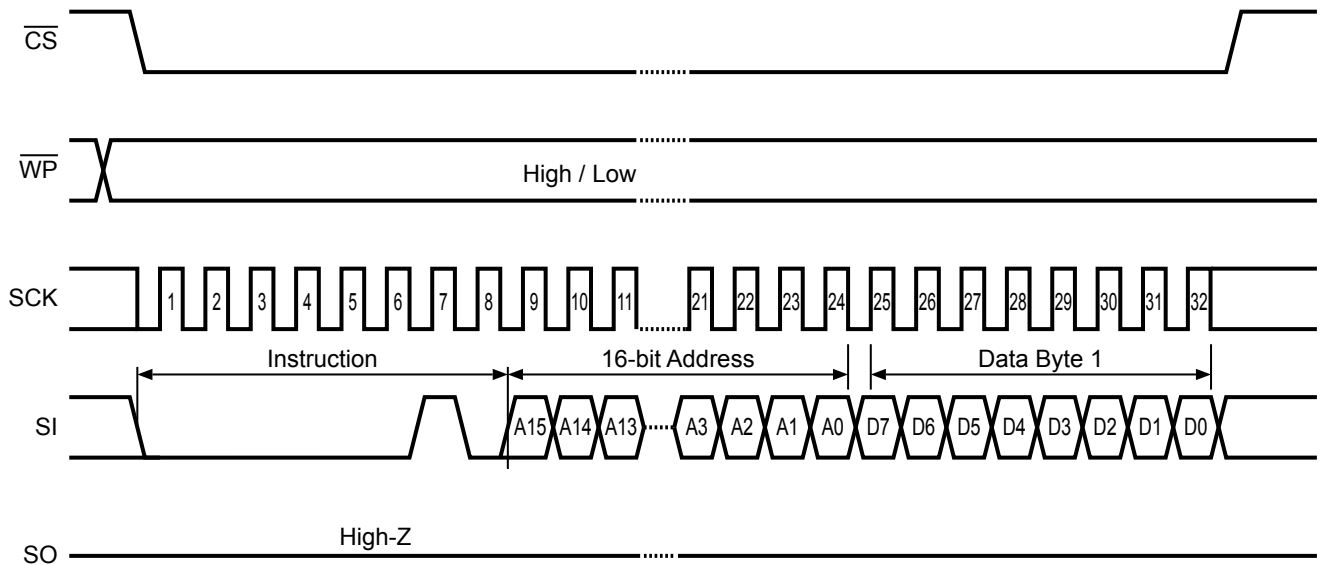 C̅S̅
W̅P̅
High / Low
SCK
1 2 3 4 5 6 7 8 9 10 11 21 22 23 24 25 26 27 28 29 30 31 32
Instruction 16-bit Address Data Byte 1
SI
A15 A14 A13 A3 A2 A1 A0 D7 D6 D5 D4 D3 D2 D1 D0
High-Z
SO